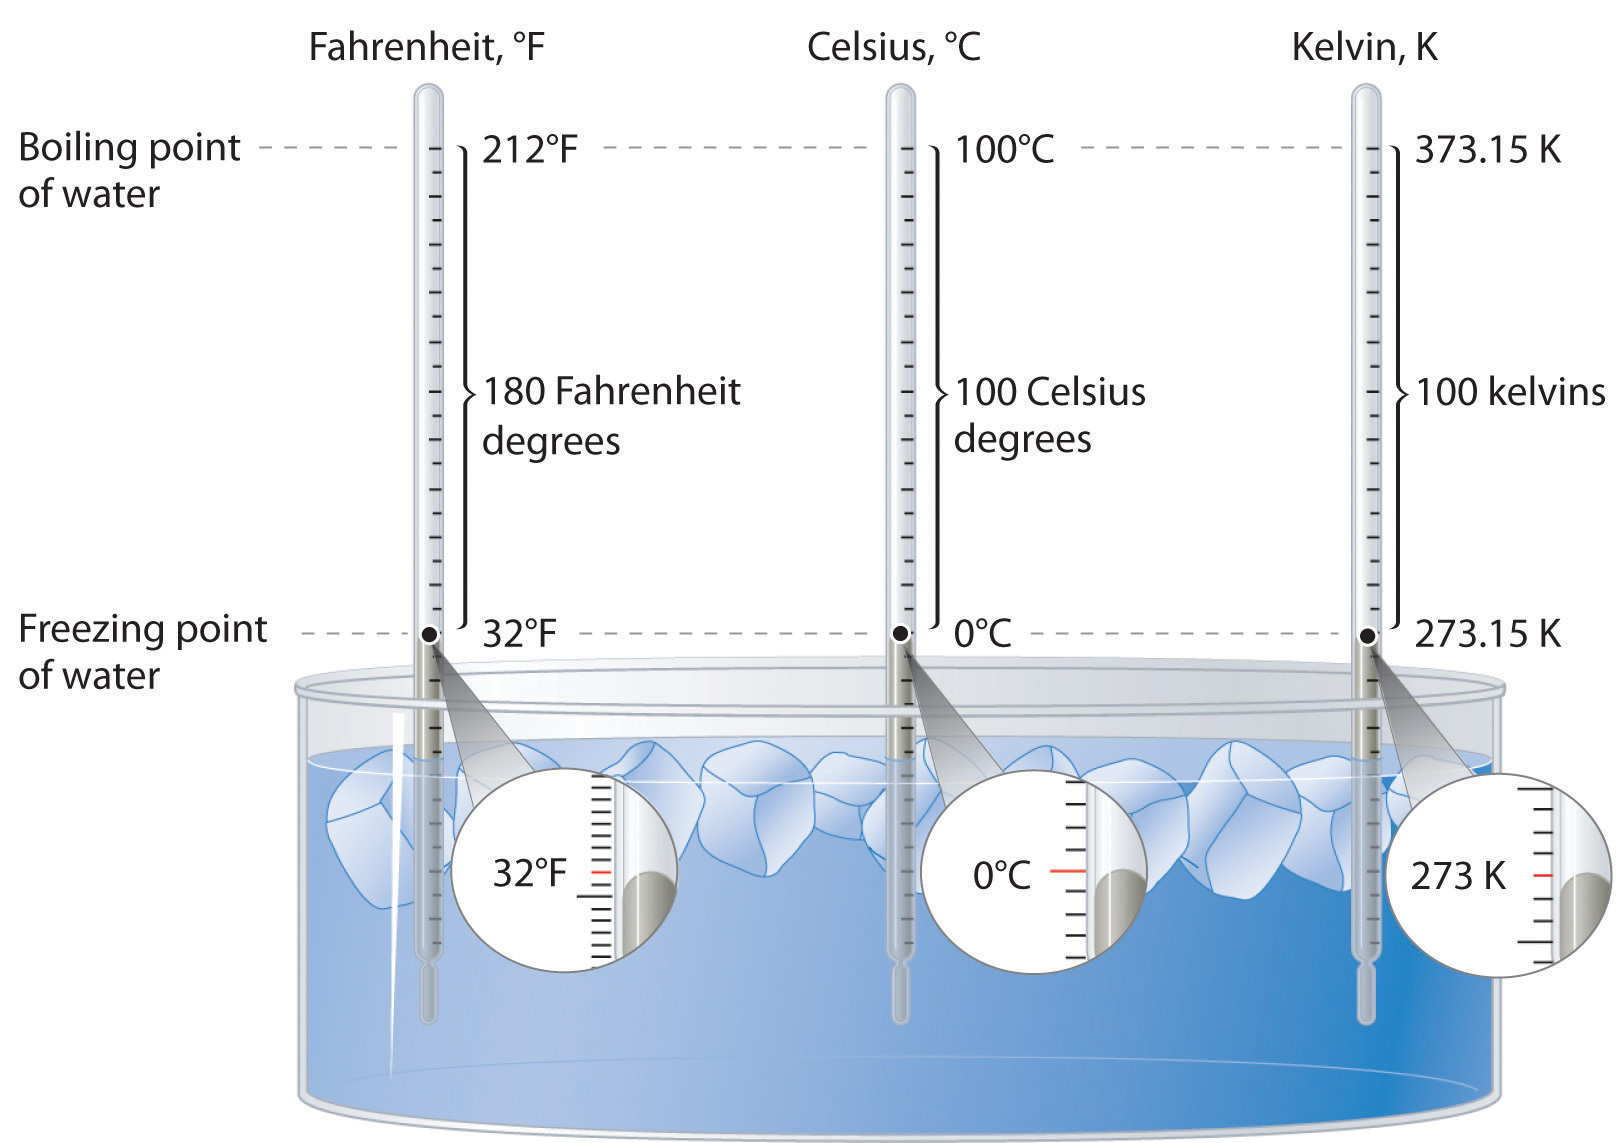 Fahrenheit, °F
Celsius, °C
Kelvin, K
Boiling point
of water
212°F
100°C
373.15 K
180 Fahrenheit
degrees
100 Celsius
degrees
100 kelvins
Freezing point
of water
32°F
0°C
273.15 K
32°F
0°C
273 K